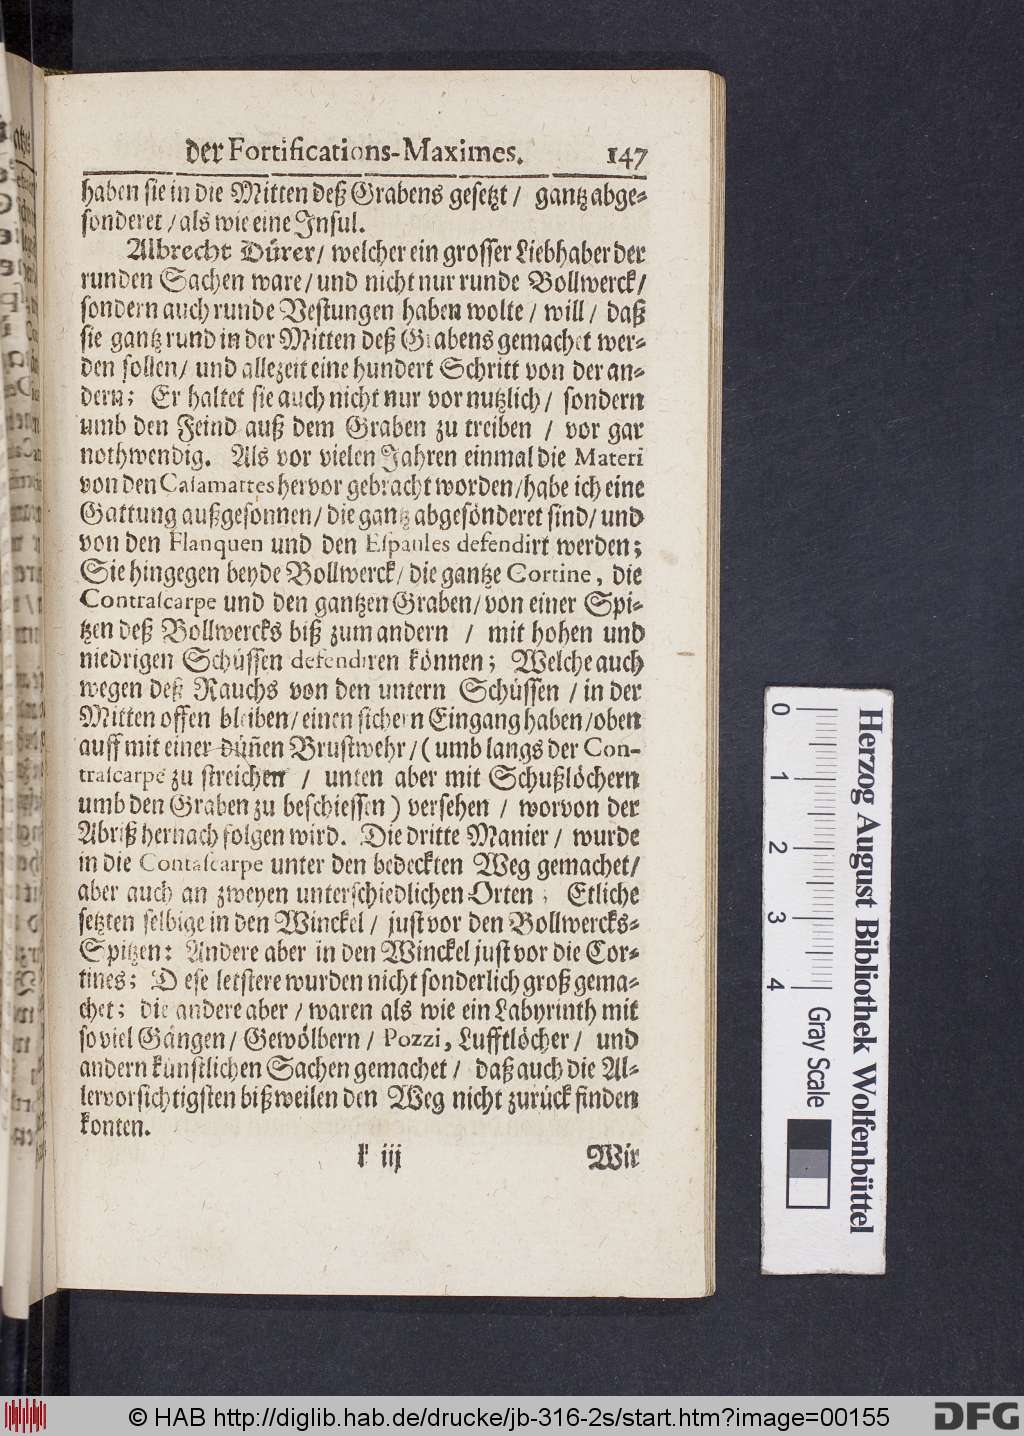 der Fortifications-Maximes. 147
haben sie in die Mitten deß Grabens gesetzt / gantz abge-
sonderet / als wie eine Insul.
Albrecht Dürer / welcher ein grosser Liebhaber der
runden Sachen ware / und nicht nur runde Bollwerck /
sondern auch runde Vestungen haben wolte / will / daß
sie gantz rund in der Mitten deß Grabens gemachet wer-
den sollen / und allezeit eine hundert Schritt von der an-
dern; Er haltet sie auch nicht nur vor nutzlich / sondern
umb den Feind auß dem Graben zu treiben / vor gar
nothwendig. Als vor vielen Jahren einmal die Materi
von den Casamattes hervor gebracht worden / habe ich eine
Gattung außgesonnen / die gantz abgesönderet sind / und
von den Flanquen und den Espaules defendirt werden;
Sie hingegen beyde Bollwerck / die gantze Cortine, die
Contrascarpe und den gantzen Graben / von einer Spi-
tzen deß Bollwercks biß zum andern / mit hohen und
niedrigen Schüssen defendiren können; Welche auch
wegen deß Rauchs von den untern Schüssen / in der
Mitten offen bleiben / einen sichern Eingang haben / oben
auff mit einer dün̄en Brustwehr / ( umb langs der Con-
trascarpe zu streichen / unten aber mit Schußlöchern
umb den Graben zu beschiessen ) versehen / worvon der
Abriß hernach folgen wird. Die dritte Manier / wurde
in die Contascarpe unter den bedeckten Weg gemachet /
aber auch an zweyen unterschiedlichen Orten; Etliche
setzten selbige in den Winckel / just vor den Bollwercks-
Spitzen: Andere aber in den Winckel just vor die Cor-
tines; D ese letstere wurden nicht sonderlich groß gema-
chet; die andere aber / waren als wie ein Labyrinth mit
so viel Gängen / Gewölbern / Pozzi, Lufftlöcher / und
andern künstlichen Sachen gemachet / daß auch die Al-
lervorsichtigsten bißweilen den Weg nicht zurück finden
konten.
k iij Wir
Herzog August Bibliothek Wolfenbüttel
0 1 2 3 4 Gray Scale
© HAB http://diglib.hab.de/drucke/jb-316-2s/start.htm?image=00155
DFG